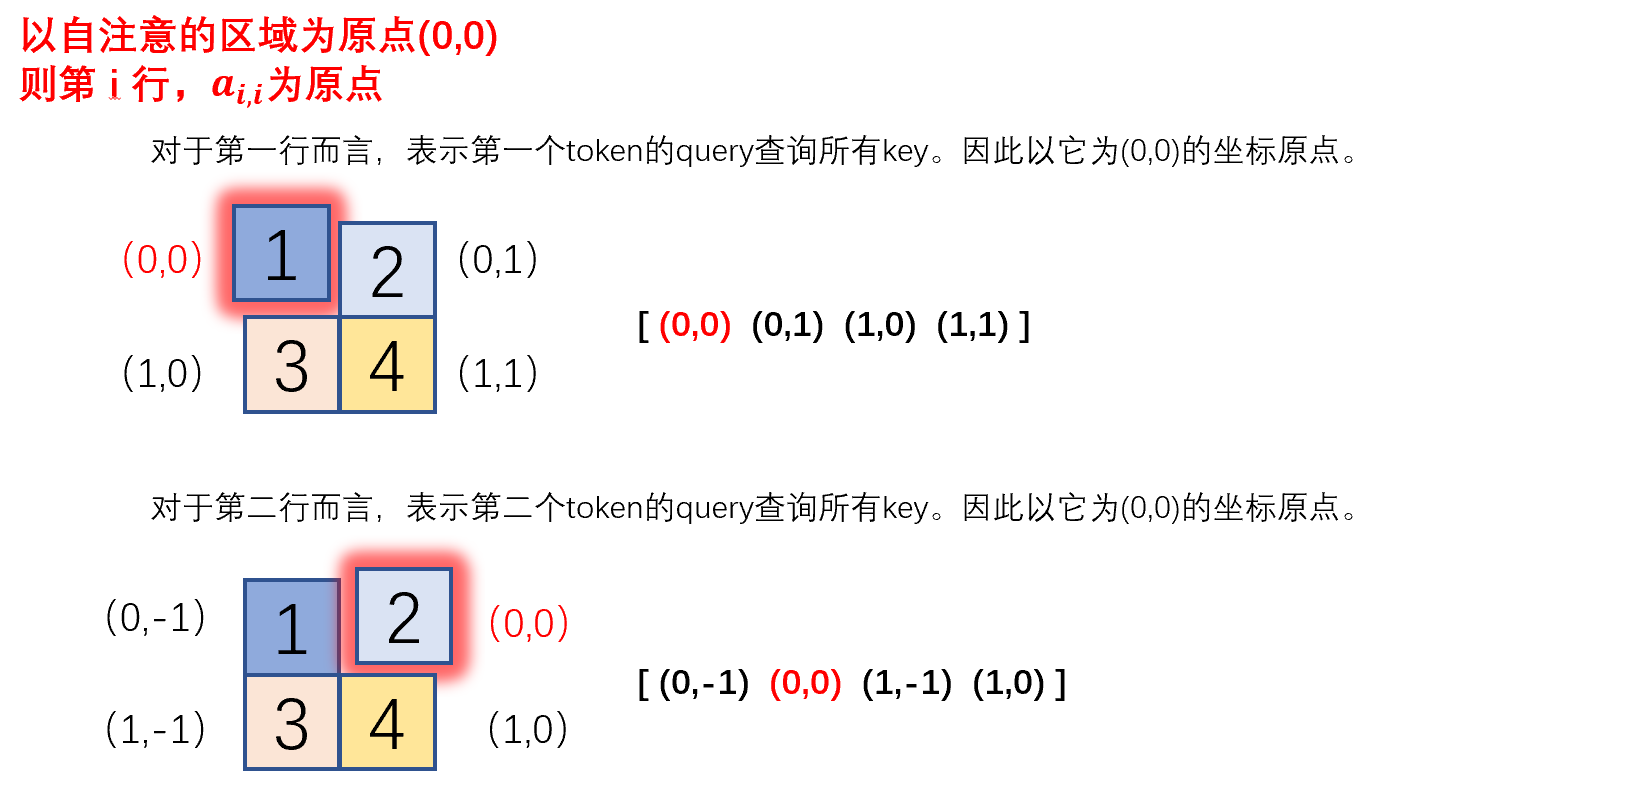 以自注意的区域为原点(0,0)
则第 i 行，aᵢ,ᵢ为原点
对于第一行而言，表示第一个token的query查询所有key。因此以它为(0,0)的坐标原点。
(0,0) 1 2 (0,1)
[ (0,0) (0,1) (1,0) (1,1) ]
(1,0) 3 4 (1,1)
对于第二行而言，表示第二个token的query查询所有key。因此以它为(0,0)的坐标原点。
(0,-1) 1 2 (0,0)
[ (0,-1) (0,0) (1,-1) (1,0) ]
(1,-1) 3 4 (1,0)